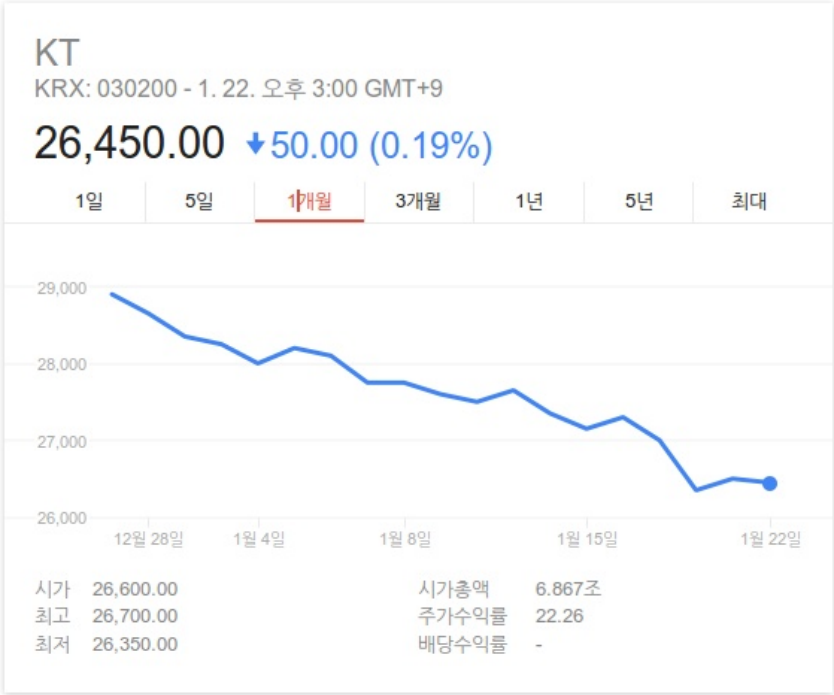 KT
KRX: 030200 - 1. 22. 오후 3:00 GMT+9
26,450.00 50.00 (0.19%)
1일 5일 1개월 3개월 1년 5년 최대
29,000
28,000
27,000
26,000
12월 28일 1월 4일 1월 8일 1월 15일 1월 22일
시가 26,600.00 시가총액 6.867조
최고 26,700.00 주가수익률 22.26
최저 26,350.00 배당수익률 -